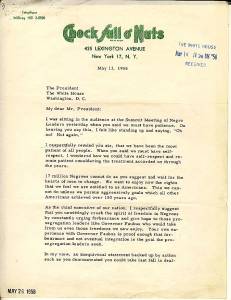 Telephone
MUrray Hill 2-0500
Chock full o' Nuts
425 LEXINGTON AVENUE
New York 17, N. Y.
THE WHITE HOUSE
MAY 14 '58
RECEIVED
May 13, 1958
The President
The White House
Washington, D. C.
My dear Mr. President:
I was sitting in the audience at the Summit Meeting of Negro
Leaders yesterday when you said we must have patience. On
hearing you say this, I felt like standing up and saying, "Oh
no! Not again."
I respectfully remind you sir, that we have been the most
patient of all people. When you said we must have self-
respect, I wondered how we could have self-respect and re-
main patient considering the treatment accorded us through
the years.
17 million Negroes cannot do as you suggest and wait for the
hearts of men to change. We want to enjoy now the rights
that we feel we are entitled to as Americans. This we can-
not do unless we pursue aggressively goals which all other
Americans achieved over 150 years ago.
As the chief executive of our nation, I respectfully suggest
that you unwittingly crush the spirit of freedom in Negroes
by constantly urging forbearance and give hope to those pro-
segregation leaders like Governor Faubus who would take
from us even those freedoms we now enjoy. Your own ex-
perience with Governor Faubus is proof enough that for-
bearance and not eventual integration is the goal the pro-
segregation leaders seek.
In my view, an unequivocal statement backed up by action
such as you demonstrated you could take last fall in deal-
MAY 26 1958